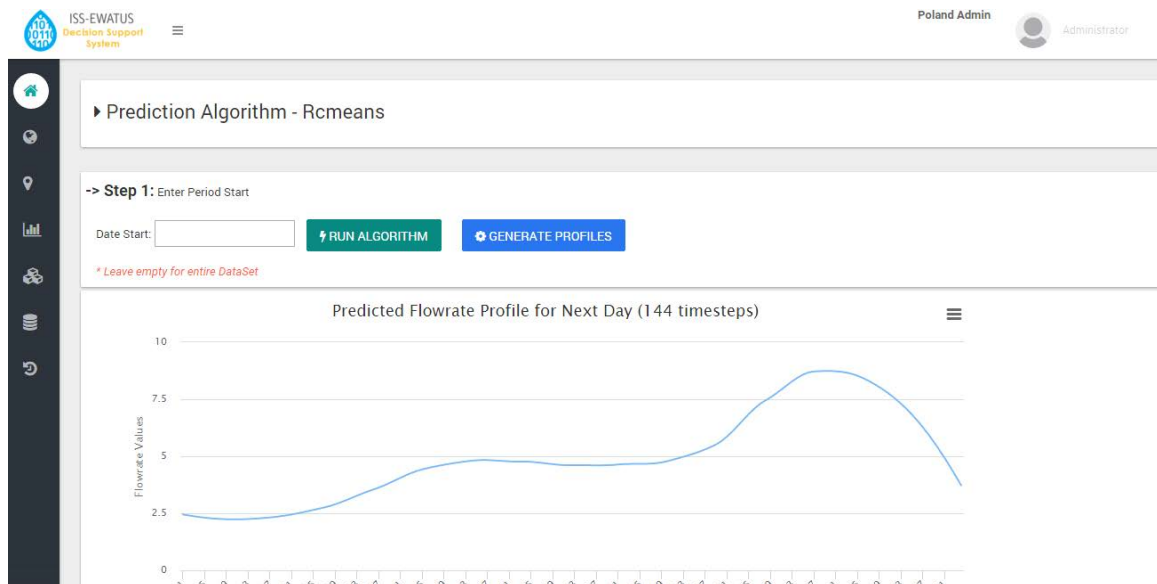 ISS-EWATUS
Decision Support
System
Poland Admin
Administrator
Prediction Algorithm - Rcmeans
-> Step 1: Enter Period Start
Date Start:
RUN ALGORITHM
GENERATE PROFILES
* Leave empty for entire DataSet
Predicted Flowrate Profile for Next Day (144 timesteps)
Flowrate Values
10
7.5
5
2.5
0